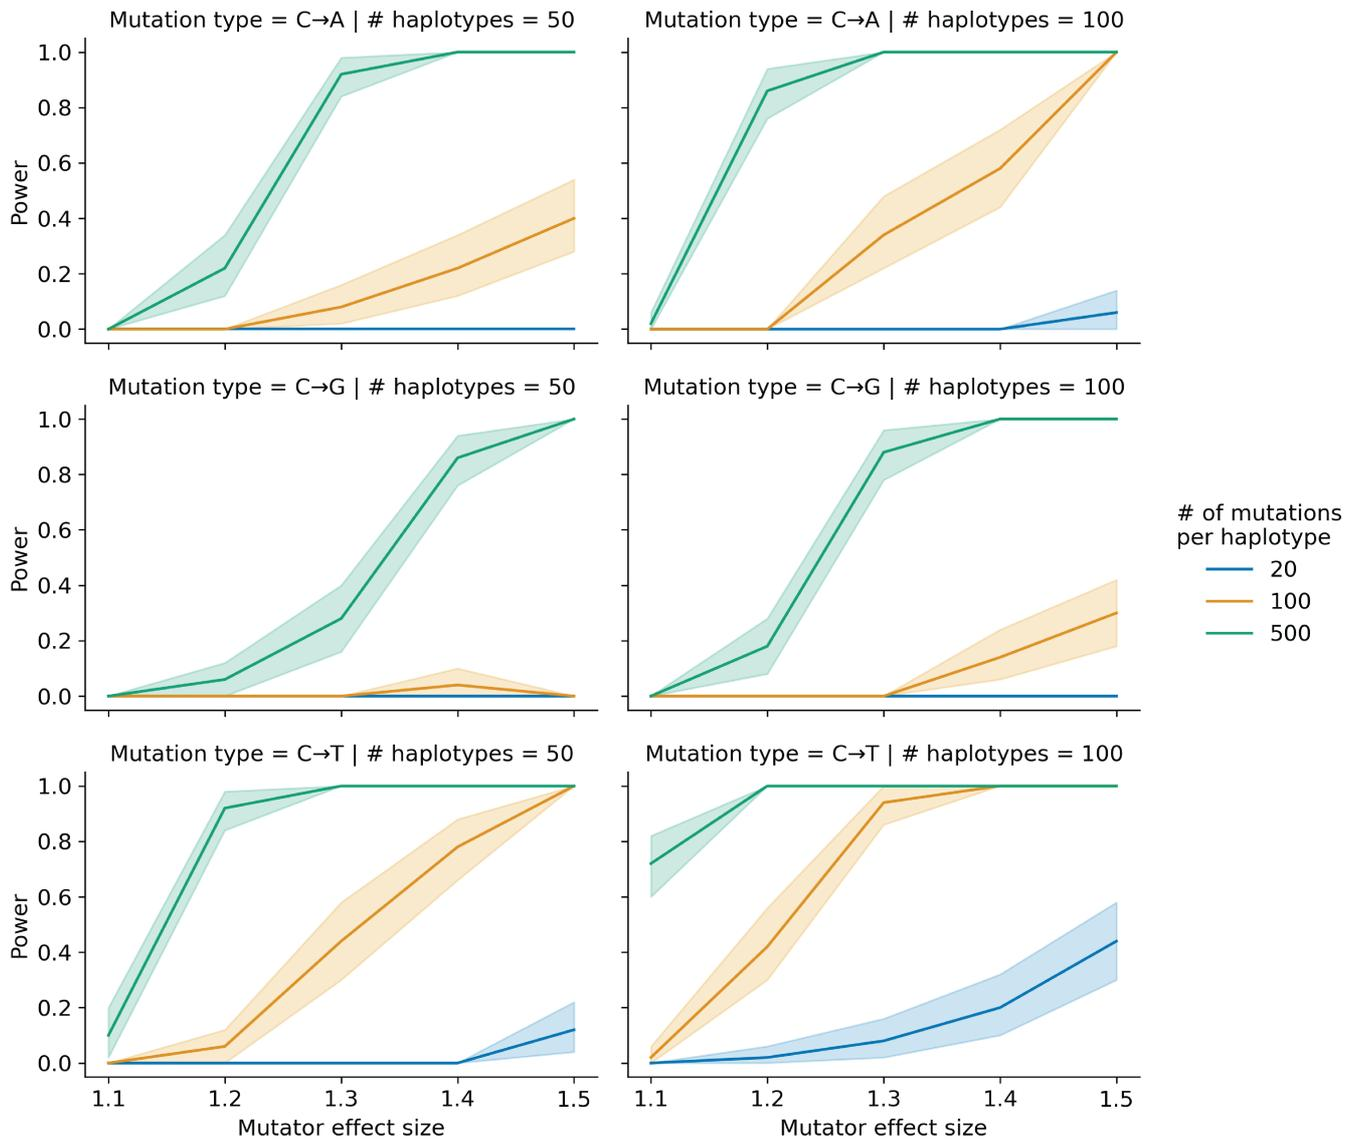 Mutation type = C→A | # haplotypes = 50
Mutation type = C→A | # haplotypes = 100
1.0
0.8
0.6
0.4
0.2
0.0
Power
Mutation type = C→G | # haplotypes = 50
Mutation type = C→G | # haplotypes = 100
1.0
0.8
0.6
0.4
0.2
0.0
Power
# of mutations
per haplotype
20
100
500
Mutation type = C→T | # haplotypes = 50
Mutation type = C→T | # haplotypes = 100
1.0
0.8
0.6
0.4
0.2
0.0
Power
1.1 1.2 1.3 1.4 1.5
1.1 1.2 1.3 1.4 1.5
Mutator effect size
Mutator effect size